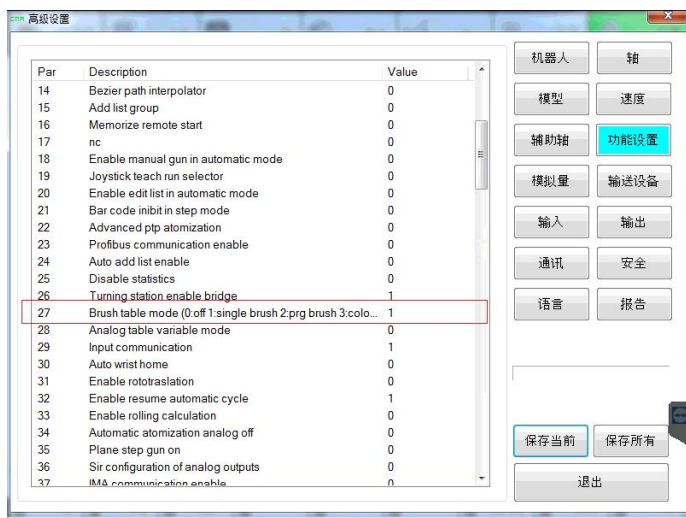 高级设置
Par Description Value
14 Bezier path interpolator 0
15 Add list group 0
16 Memorize remote start 0
17 nc 0
18 Enable manual gun in automatic mode 0
19 Joystick teach run selector 0
20 Enable edit list in automatic mode 0
21 Bar code inibit in step mode 0
22 Advanced ptp atomization 0
23 Profibus communication enable 0
24 Auto add list enable 0
25 Disable statistics 0
26 Turning station enable bridge 1
27 Brush table mode (0:off 1:single brush 2:prg brush 3:colo... 1
28 Analog table variable mode 0
29 Input communication 1
30 Auto wrist home 0
31 Enable rototraslation 0
32 Enable resume automatic cycle 1
33 Enable rolling calculation 0
34 Automatic atomization analog off 0
35 Plane step gun on 0
36 Sir configuration of analog outputs 0
37 IMA communication enable 0
机器人 轴
模型 速度
辅助轴 功能设置
模拟量 输送设备
输入 输出
通讯 安全
语言 报告
保存当前 保存所有
退出